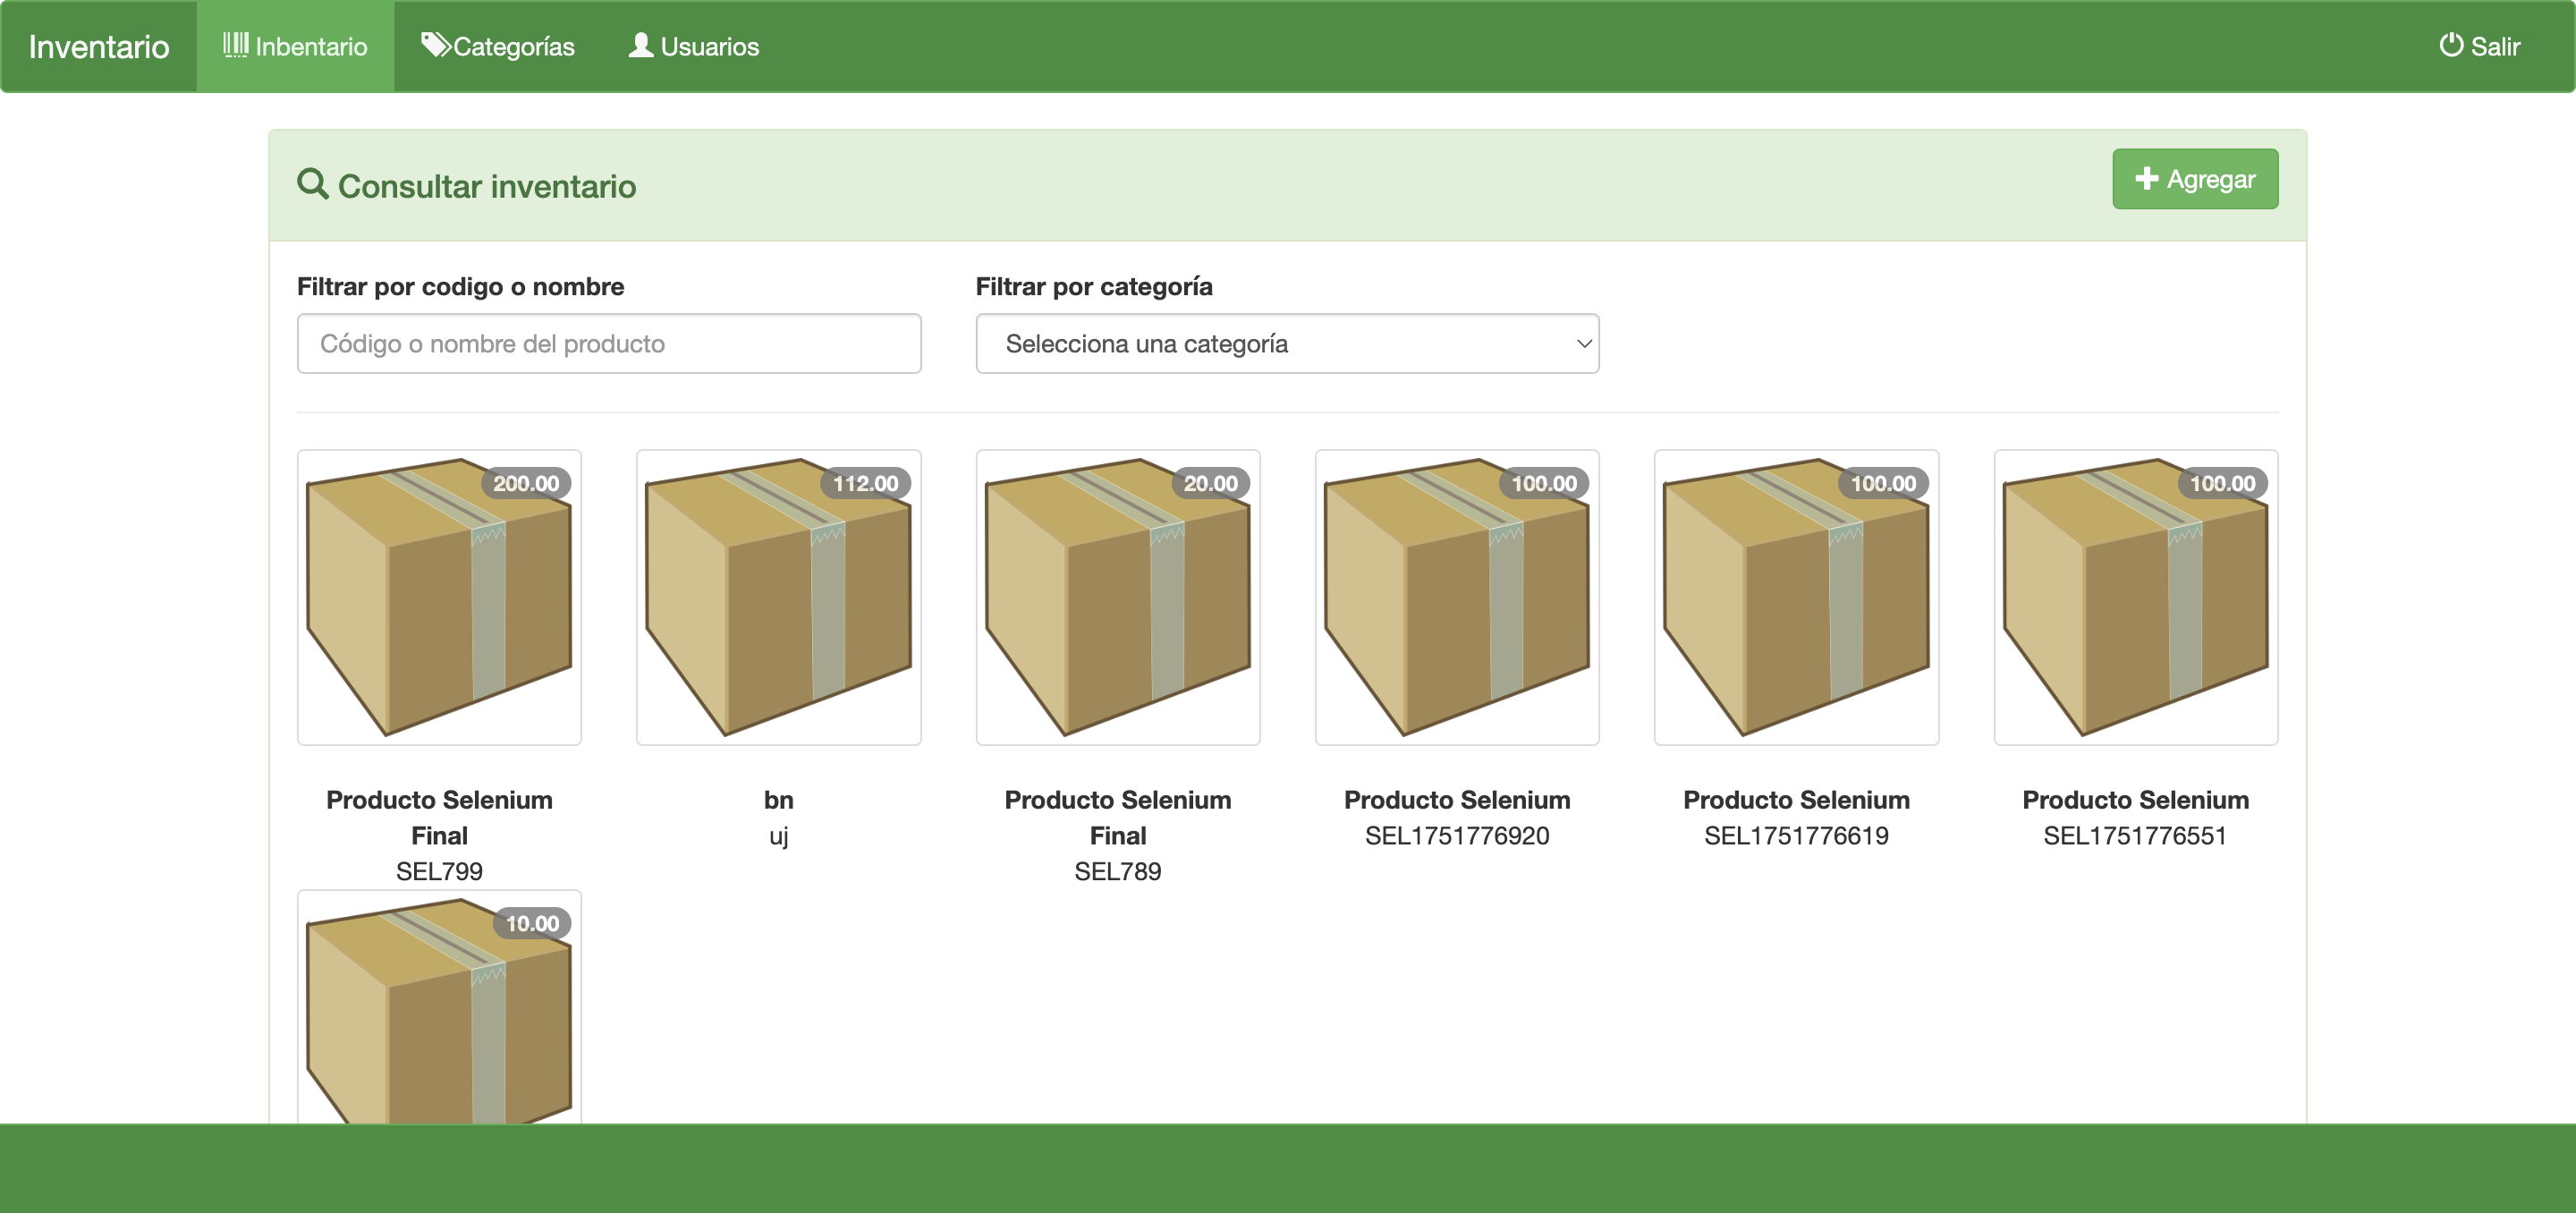 Inventario
Inbentario
Categorías
Usuarios
Salir
Consultar inventario
Agregar
Filtrar por codigo o nombre
Filtrar por categoría
Código o nombre del producto
Selecciona una categoría
200.00
112.00
20.00
100.00
100.00
100.00
Producto Selenium
Final
SEL799
bn
uj
Producto Selenium
Final
SEL789
Producto Selenium
SEL1751776920
Producto Selenium
SEL1751776619
Producto Selenium
SEL1751776551
10.00